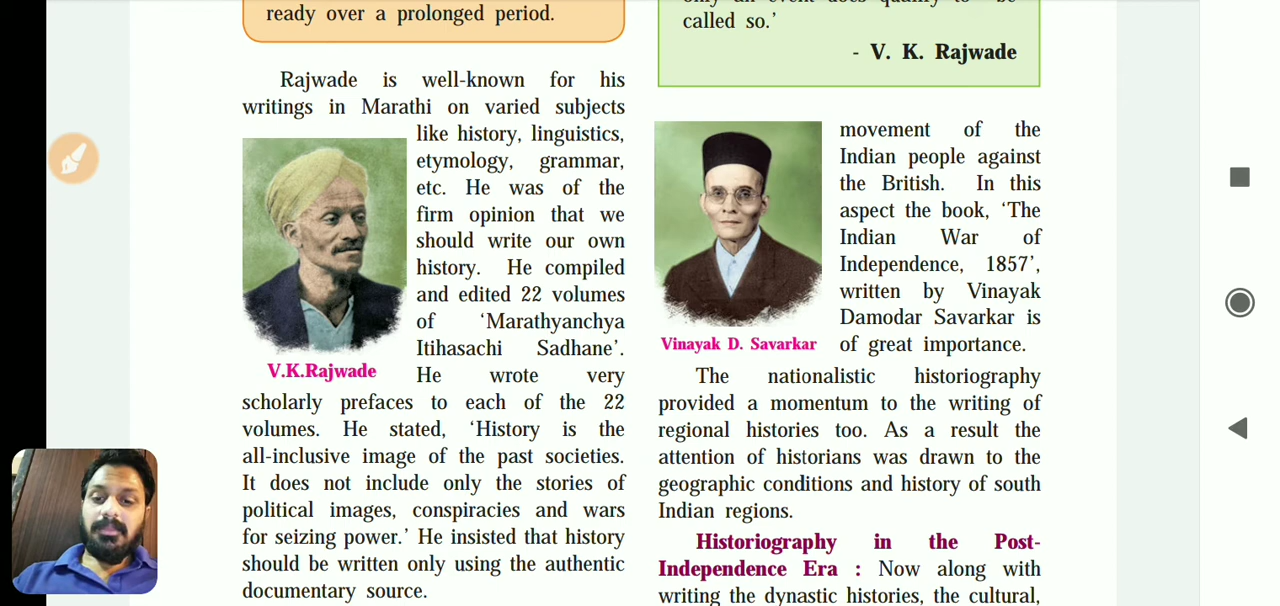 ready over a prolonged period.
Rajwade is well-known for his
writings in Marathi on varied subjects
like history, linguistics,
etymology, grammar,
etc. He was of the
firm opinion that we
should write our own
history. He compiled
and edited 22 volumes
of 'Marathyanchya
Itihasachi Sadhane'.
V.K.Rajwade
He wrote very
scholarly prefaces to each of the 22
volumes. He stated, 'History is the
all-inclusive image of the past societies.
It does not include only the stories of
political images, conspiracies and wars
for seizing power.' He insisted that history
should be written only using the authentic
documentary source.
called so.'
- V. K. Rajwade
movement of the
Indian people against
the British. In this
aspect the book, 'The
Indian War of
Independence, 1857',
written by Vinayak
Damodar Savarkar is
of great importance.
Vinayak D. Savarkar
The nationalistic historiography
provided a momentum to the writing of
regional histories too. As a result the
attention of historians was drawn to the
geographic conditions and history of south
Indian regions.
Historiography in the Post-
Independence Era : Now along with
writing the dynastic histories, the cultural,